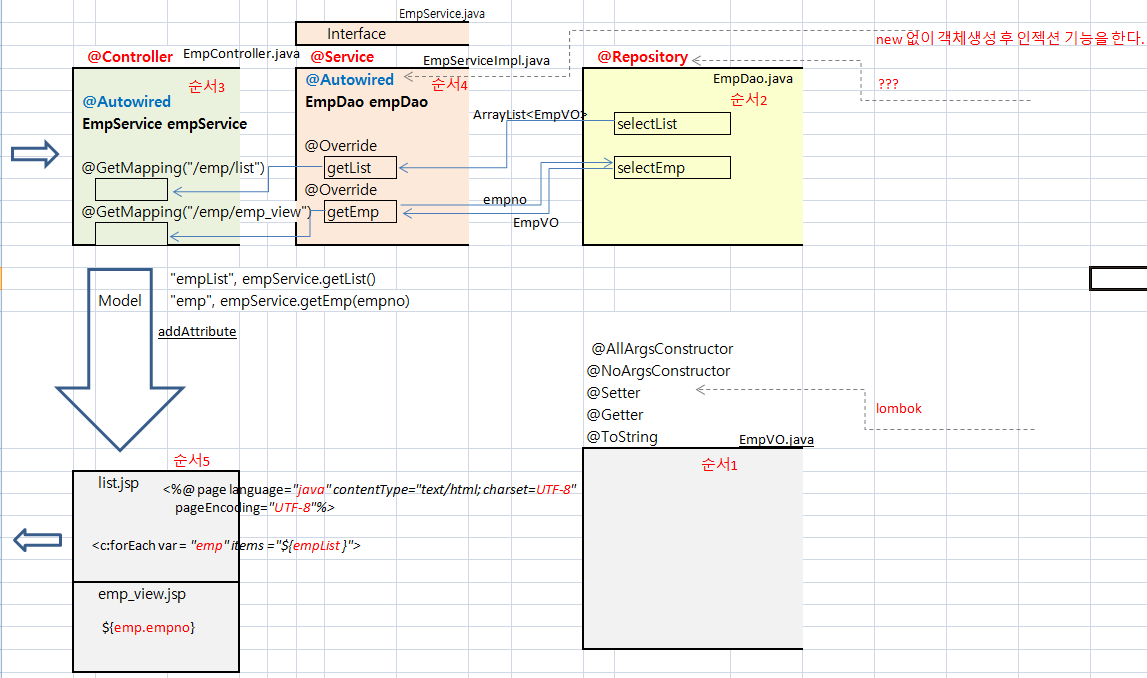 EmpService.java
Interface
new 없이 객체생성 후 인젝션 기능을 한다.
@Controller
EmpController.java
@Service
EmpServiceImpl.java
@Repository
순서3
@Autowired
순서4
EmpDao.java
???
@Autowired
EmpDao empDao
순서2
EmpService empService
ArrayList<EmpVO>
selectList
@Override
@GetMapping("/emp/list")
getList
selectEmp
@Override
empno
@GetMapping("/emp/emp_view")
getEmp
EmpVO
"empList", empService.getList()
Model
"emp", empService.getEmp(empno)
addAttribute
@AllArgsConstructor
@NoArgsConstructor
@Setter
lombok
@Getter
@ToString
EmpVO.java
순서5
순서1
list.jsp
<%@ page language="java" contentType="text/html; charset=UTF-8"
pageEncoding="UTF-8"%>
<c:forEach var = "emp" items ="${empList }">
emp_view.jsp
${emp.empno}